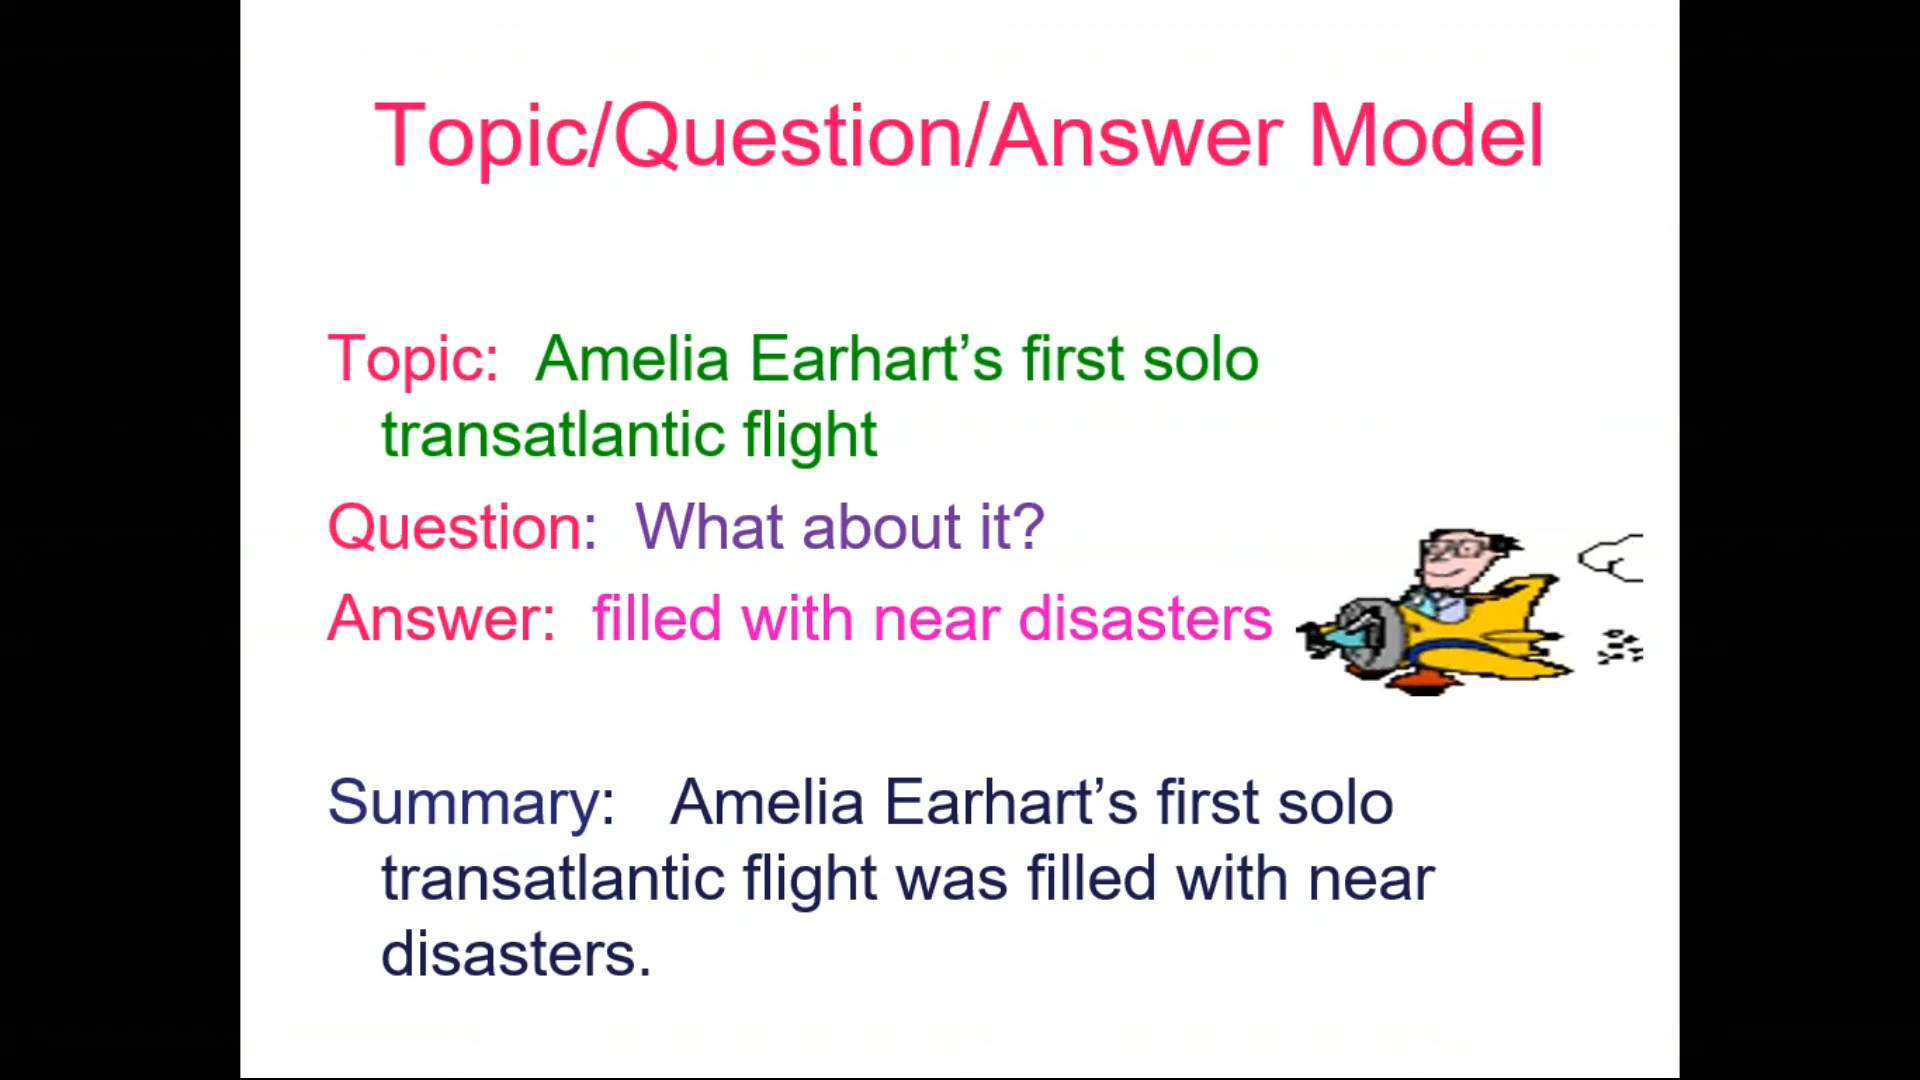 Topic/Question/Answer Model
Topic: Amelia Earhart’s first solo
transatlantic flight
Question: What about it?
Answer: filled with near disasters
Summary: Amelia Earhart’s first solo
transatlantic flight was filled with near
disasters.